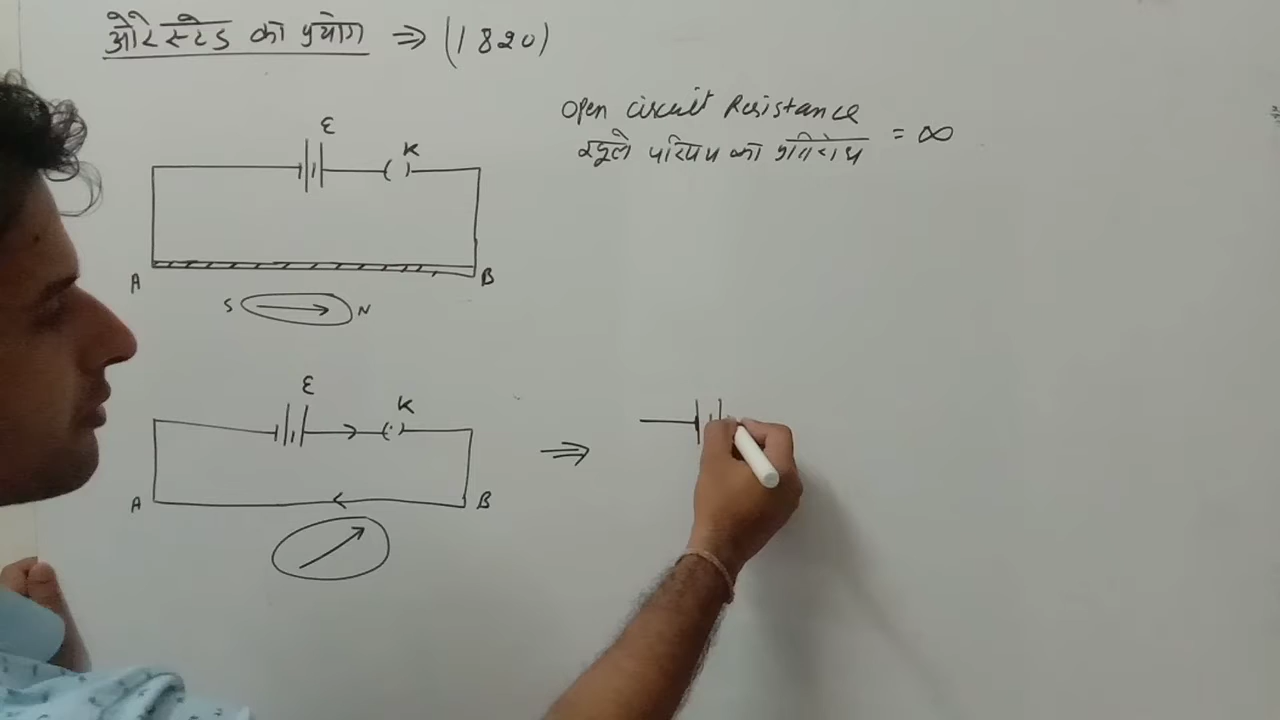 ओरेस्टेड का प्रयोग ⇒ (1820)
Open circuit Resistance
खुले परिपथ का प्रतिरोध = ∞
ε
K
A
B
S
N
ε
K
A
B
⇒